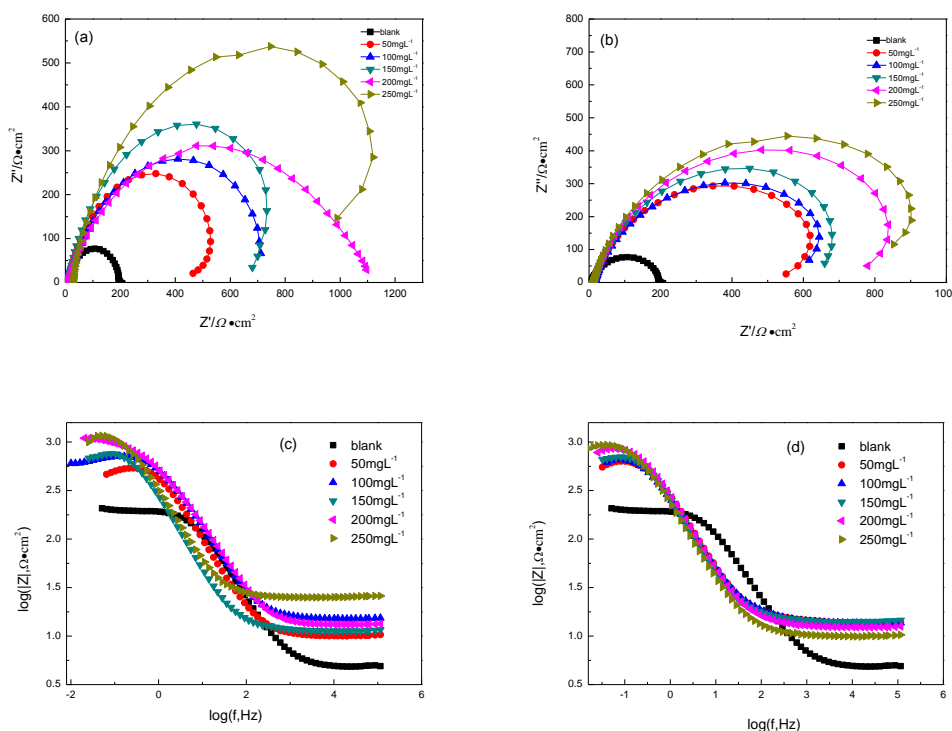 (a)
blank
50mgL⁻¹
100mgL⁻¹
150mgL⁻¹
200mgL⁻¹
250mgL⁻¹
600
500
400
300
200
100
0
Z''/Ω•cm²
0 200 400 600 800 1000 1200
Z'/Ω•cm²
(b)
blank
50mgL⁻¹
100mgL⁻¹
150mgL⁻¹
200mgL⁻¹
250mgL⁻¹
800
700
600
500
400
300
200
100
0
Z''/Ω•cm²
0 200 400 600 800 100
Z'/Ω•cm²
(c)
blank
50mgL⁻¹
100mgL⁻¹
150mgL⁻¹
200mgL⁻¹
250mgL⁻¹
3.0
2.5
2.0
1.5
1.0
0.5
log(|Z|,Ω•cm²)
-2 0 2 4 6
log(f,Hz)
(d)
blank
50mgL⁻¹
100mgL⁻¹
150mgL⁻¹
200mgL⁻¹
250mgL⁻¹
3.0
2.5
2.0
1.5
1.0
0.5
log(|Z|,Ω•cm²)
-1 0 1 2 3 4 5 6
log(f,Hz)